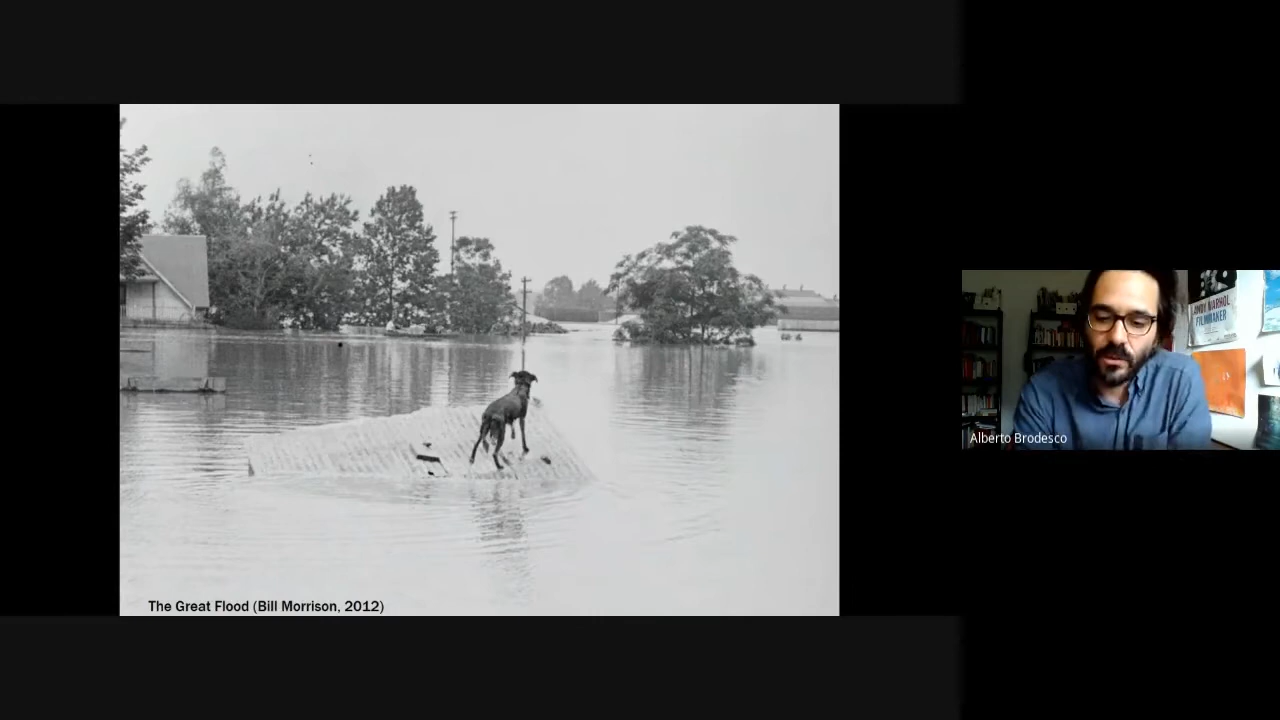 The Great Flood (Bill Morrison, 2012)
Alberto Brodesco
ANDY WARHOL
FILMMAKER